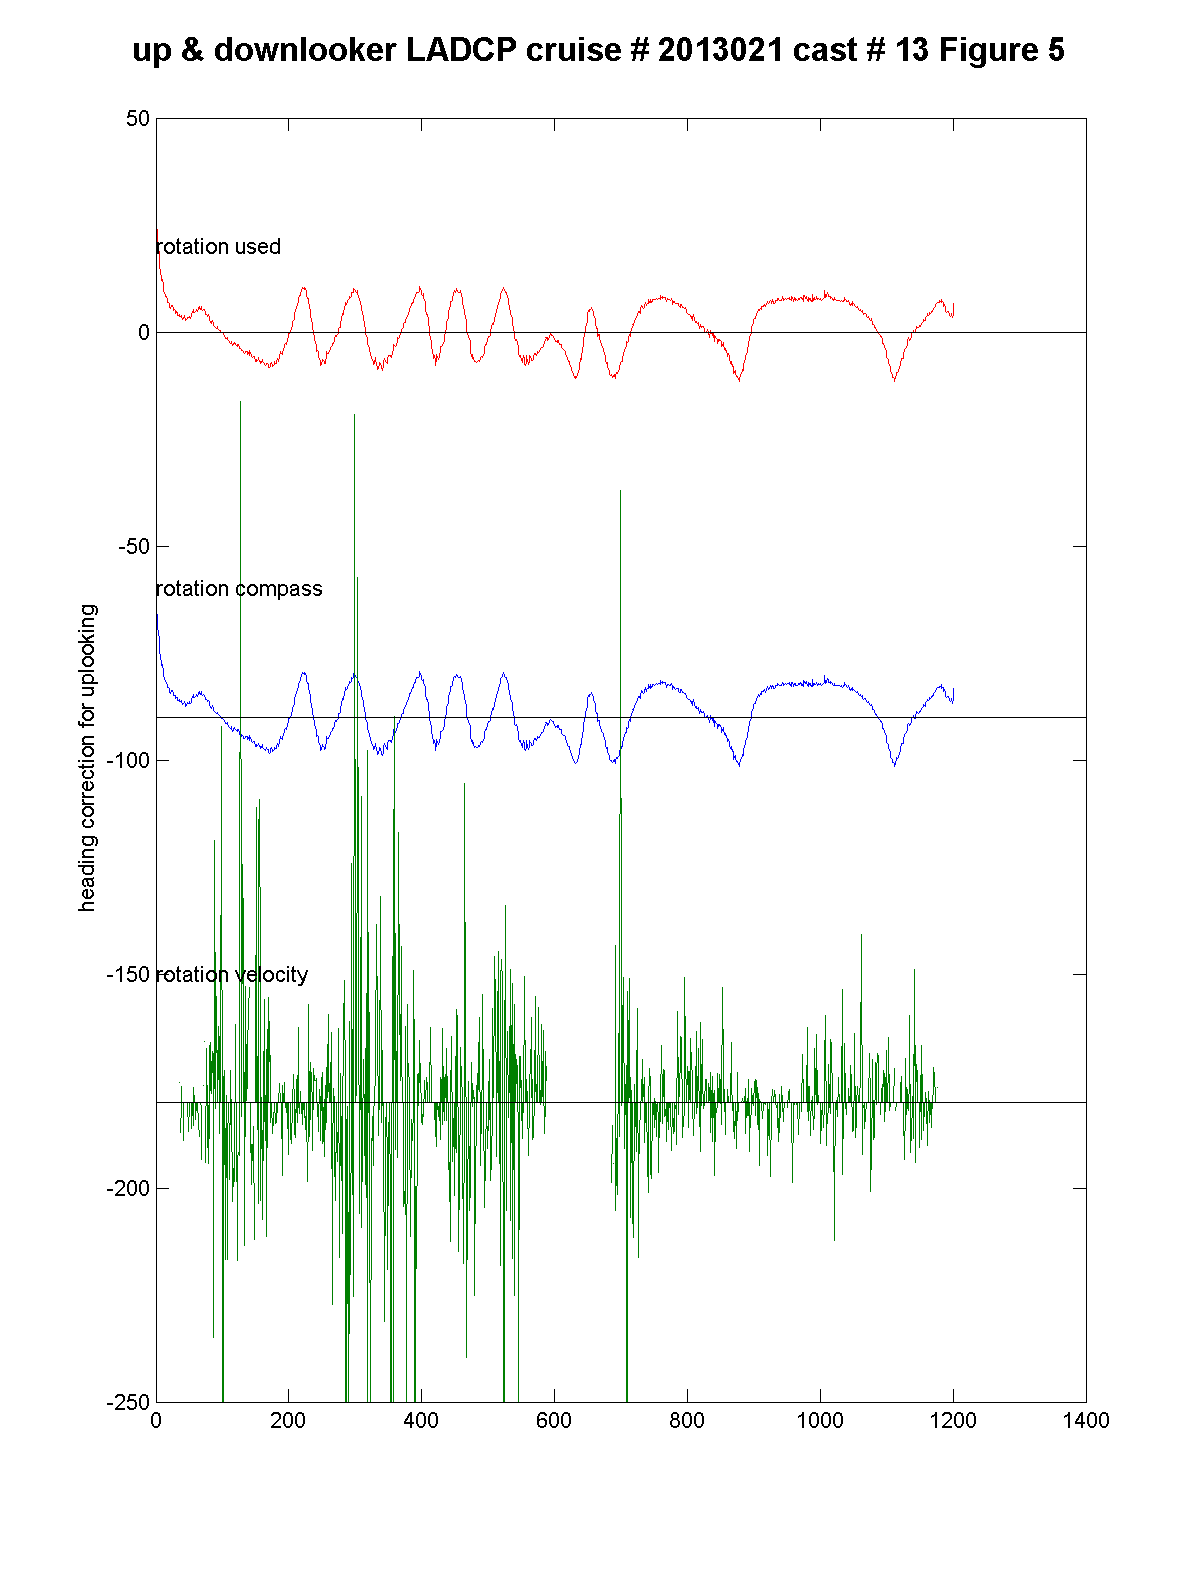 up & downlooker LADCP cruise # 2013021 cast # 13 Figure 5
50
rotation used
0
-50
rotation compass
heading correction for uplooking
-100
-150
rotation velocity
-200
-250
0 200 400 600 800 1000 1200 1400